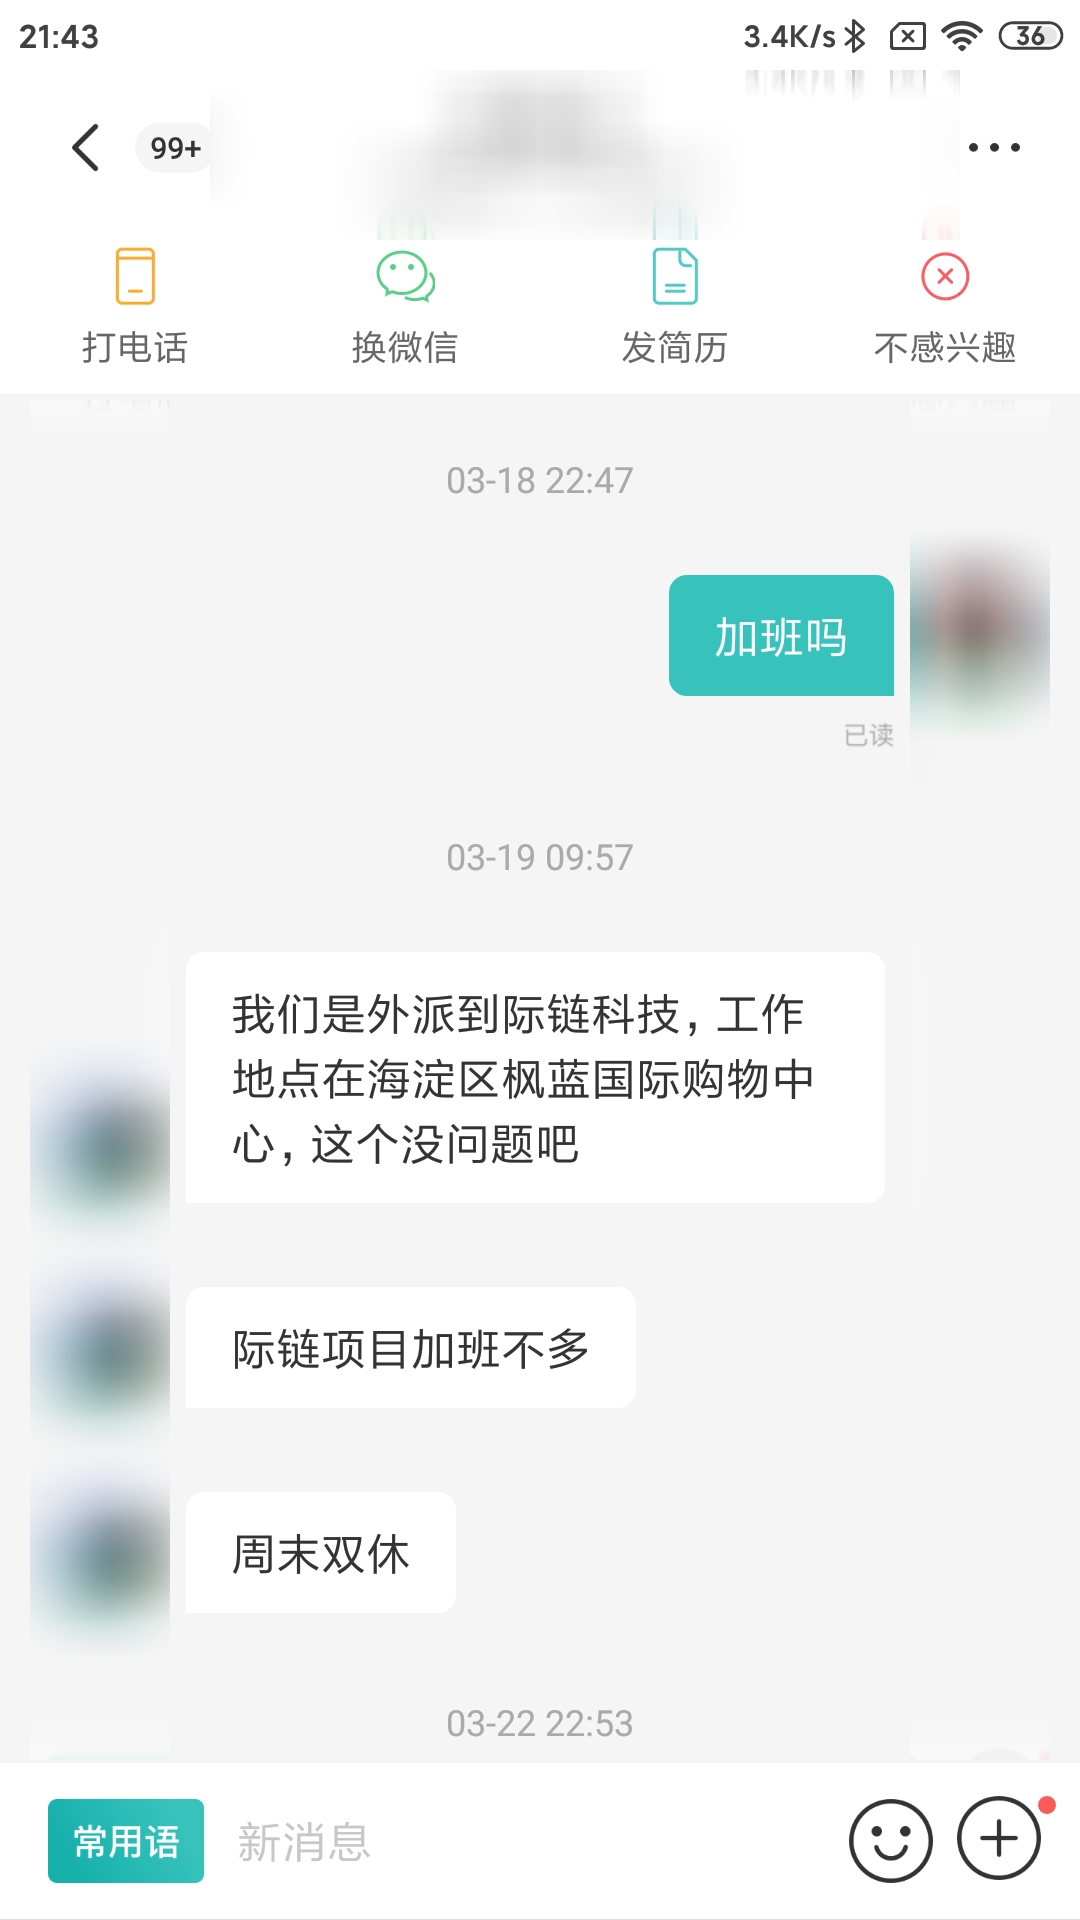 21:43
3.4K/s
36
99+
打电话
换微信
发简历
不感兴趣
03-18 22:47
加班吗
已读
03-19 09:57
我们是外派到际链科技，工作
地点在海淀区枫蓝国际购物中
心，这个没问题吧
际链项目加班不多
周末双休
03-22 22:53
常用语
新消息